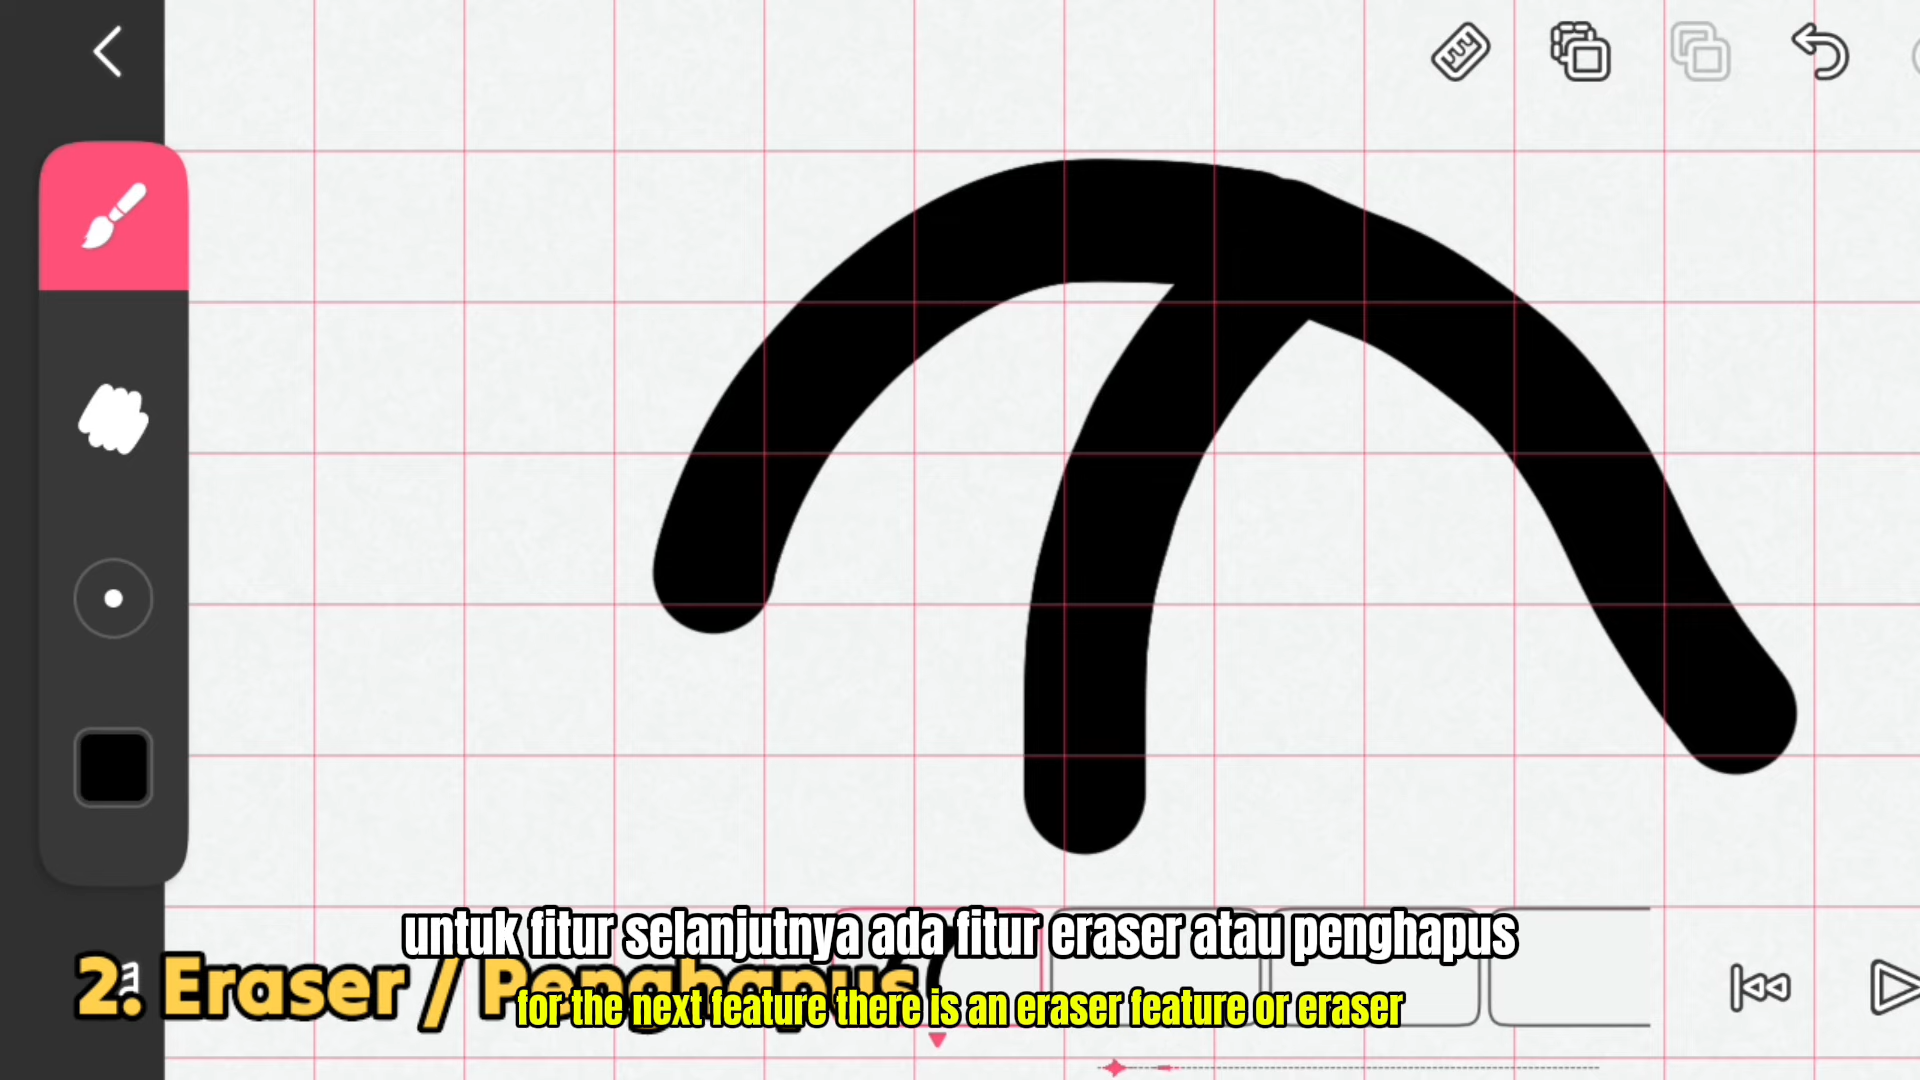 untuk fitur selanjutnya ada fitur eraser atau penghapus
2. Eraser / Penghapus
for the next feature there is an eraser feature or eraser